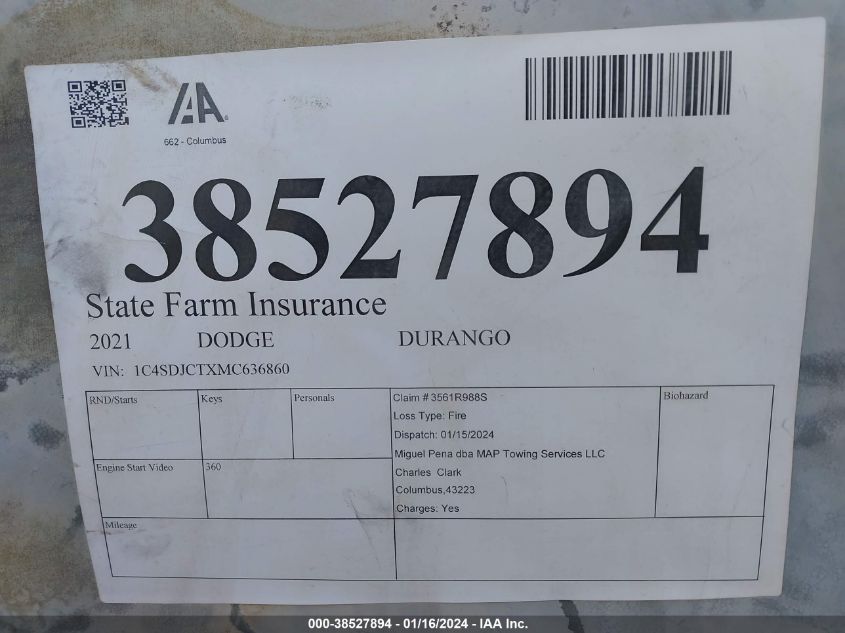 IAA
662 - Columbus
38527894
State Farm Insurance
2021 DODGE DURANGO
VIN: 1C4SDJCTXMC636860
RND/Starts Keys Personals Claim # 3561R988S Biohazard
Loss Type: Fire
Dispatch: 01/15/2024
Miguel Pena dba MAP Towing Services LLC
Engine Start Video 360 Charles Clark
Columbus,43223
Charges: Yes
Mileage
000-38527894 - 01/16/2024 - IAA Inc.